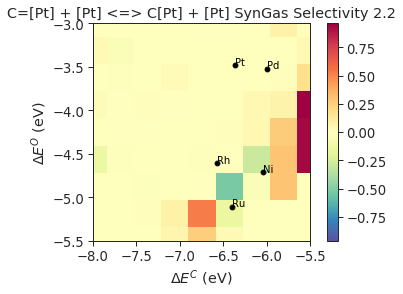 C=[Pt] + [Pt] <=> C[Pt] + [Pt] SynGas Selectivity 2.2
−3.0
−3.5
−4.0
−4.5
−5.0
−5.5
ΔE^O (eV)
Pt
Pd
Rh
Ni
Ru
−8.0 −7.5 −7.0 −6.5 −6.0 −5.5
ΔE^C (eV)
0.75
0.50
0.25
0.00
−0.25
−0.50
−0.75